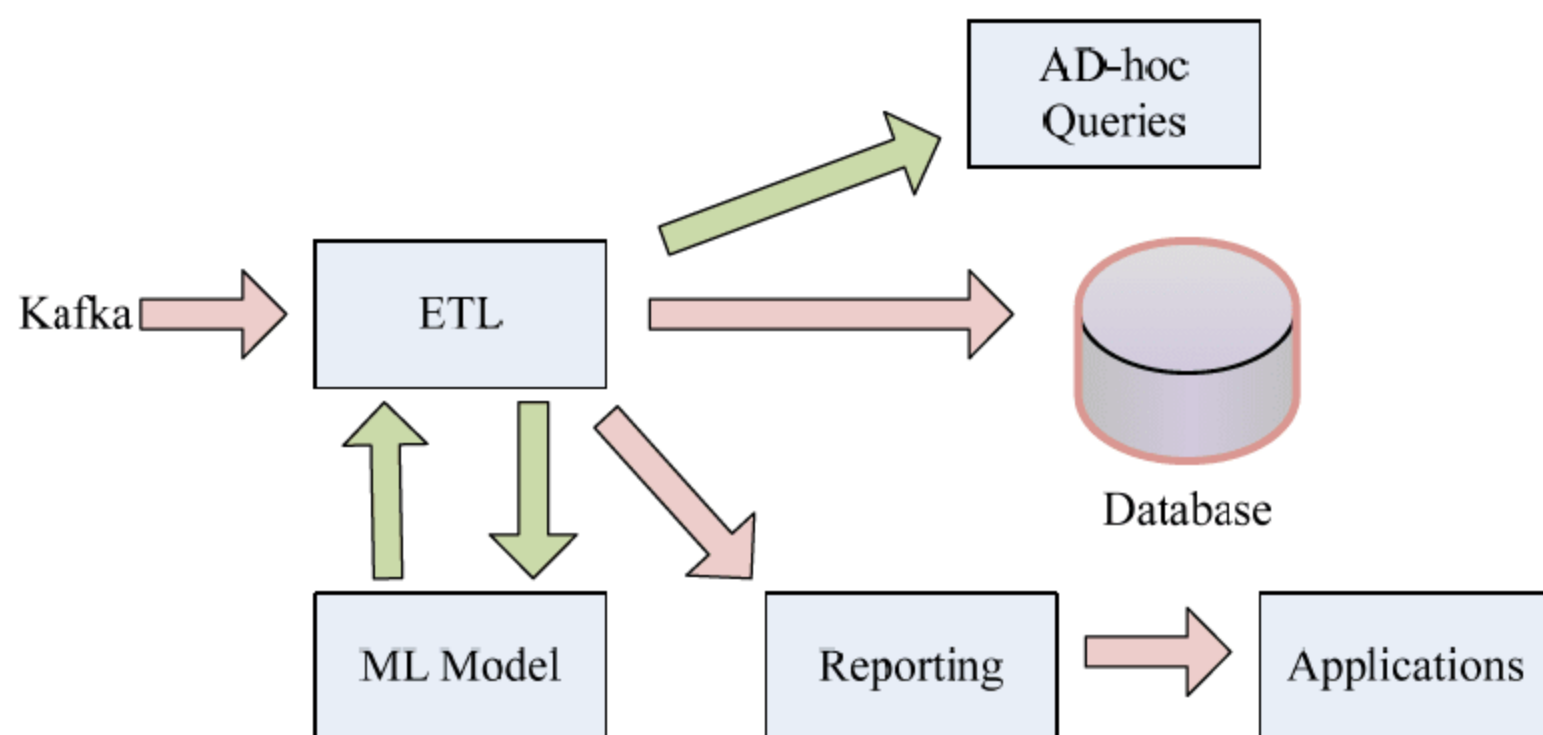 AD-hoc
Queries
Kafka
ETL
Database
ML Model
Reporting
Applications